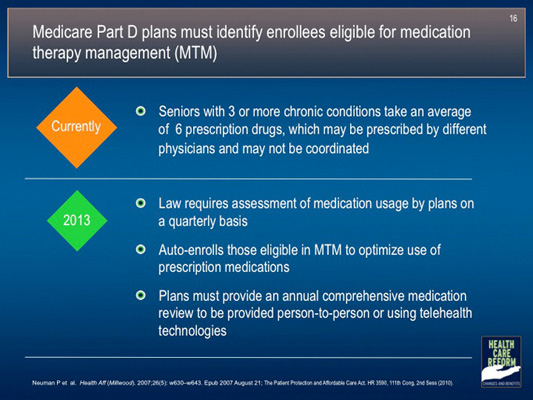 16
Medicare Part D plans must identify enrollees eligible for medication
therapy management (MTM)
Currently
Seniors with 3 or more chronic conditions take an average
of 6 prescription drugs, which may be prescribed by different
physicians and may not be coordinated
2013
Law requires assessment of medication usage by plans on
a quarterly basis
Auto-enrolls those eligible in MTM to optimize use of
prescription medications
Plans must provide an annual comprehensive medication
review to be provided person-to-person or using telehealth
technologies
HEALTH
CARE
REFORM
CHANGES AND BENEFITS
Neuman P et al. Health Aff (Millwood). 2007;26(5): w630–w643. Epub 2007 August 21; The Patient Protection and Affordable Care Act. HR 3590, 111th Cong, 2nd Sess (2010).